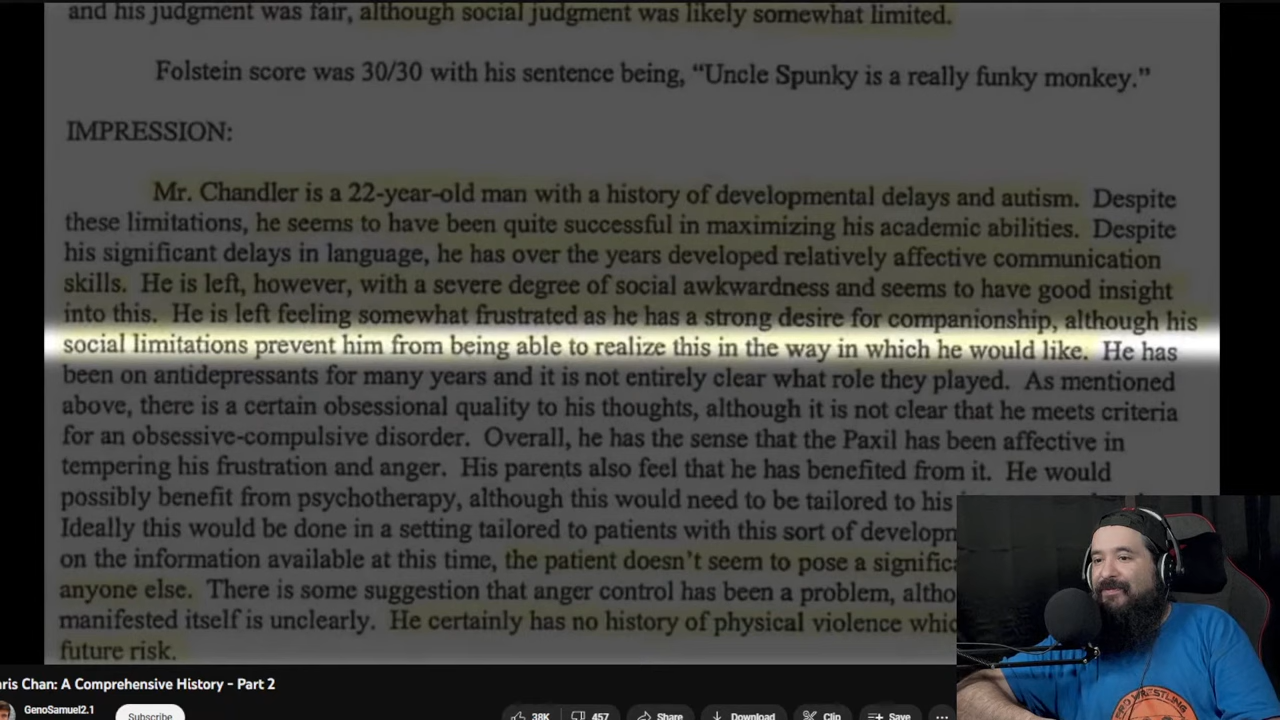 and his judgment was fair, although social judgment was likely somewhat limited.
Folstein score was 30/30 with his sentence being, “Uncle Spunky is a really funky monkey.”
IMPRESSION:
Mr. Chandler is a 22-year-old man with a history of developmental delays and autism. Despite
these limitations, he seems to have been quite successful in maximizing his academic abilities. Despite
his significant delays in language, he has over the years developed relatively affective communication
skills. He is left, however, with a severe degree of social awkwardness and seems to have good insight
into this. He is left feeling somewhat frustrated as he has a strong desire for companionship, although his
social limitations prevent him from being able to realize this in the way in which he would like. He has
been on antidepressants for many years and it is not entirely clear what role they played. As mentioned
above, there is a certain obsessional quality to his thoughts, although it is not clear that he meets criteria
for an obsessive-compulsive disorder. Overall, he has the sense that the Paxil has been affective in
tempering his frustration and anger. His parents also feel that he has benefited from it. He would
possibly benefit from psychotherapy, although this would need to be tailored to his
Ideally this would be done in a setting tailored to patients with this sort of developm
on the information available at this time, the patient doesn’t seem to pose a signific
anyone else. There is some suggestion that anger control has been a problem, altho
manifested itself is unclearly. He certainly has no history of physical violence whic
future risk.
aris Chan: A Comprehensive History - Part 2
GenoSamuel2.1
Subscribe
38K
457
Share
Download
Clip
Save
...
PRO WRESTLING